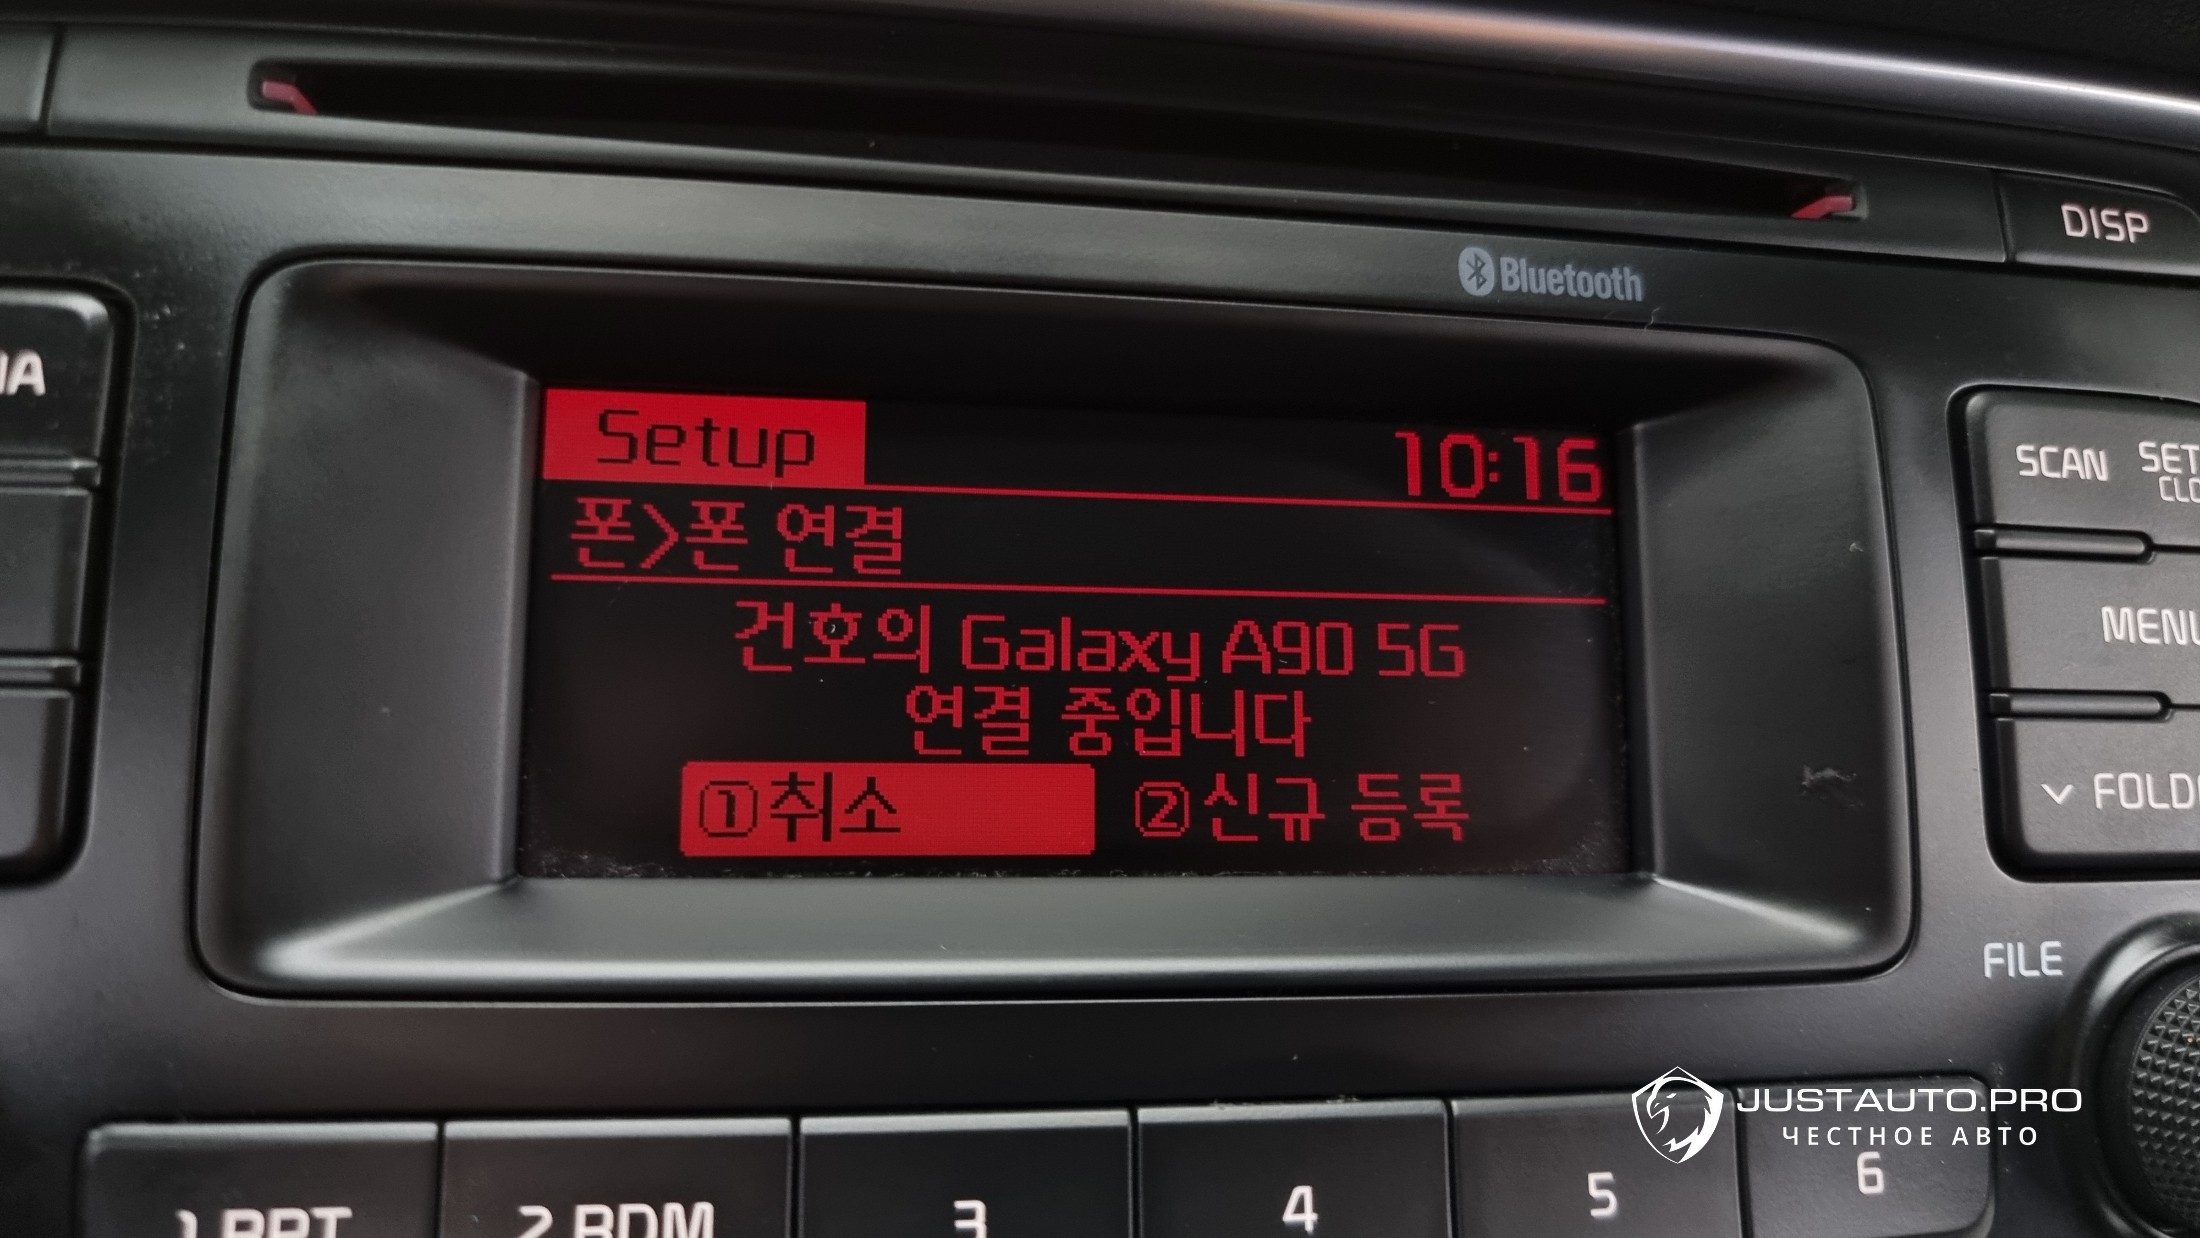 DISP
Bluetooth
Setup 10:16
폰>폰 연결
건호의 Galaxy A90 5G
연결 중입니다
①취소 ②신규 등록
SCAN
MENU
FILE
1 RPT 2 RDM 3 4 5 6
JUSTAUTO.PRO
ЧЕСТНОЕ АВТО